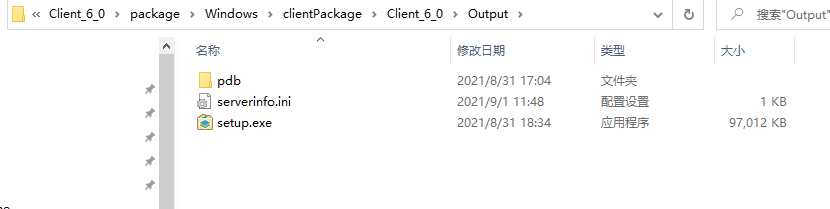 « Client_6_0 > package > Windows > clientPackage > Client_6_0 > Output > 搜索"Output"
名称 修改日期 类型 大小
pdb 2021/8/31 17:04 文件夹
serverinfo.ini 2021/9/1 11:48 配置设置 1 KB
setup.exe 2021/8/31 18:34 应用程序 97,012 KB